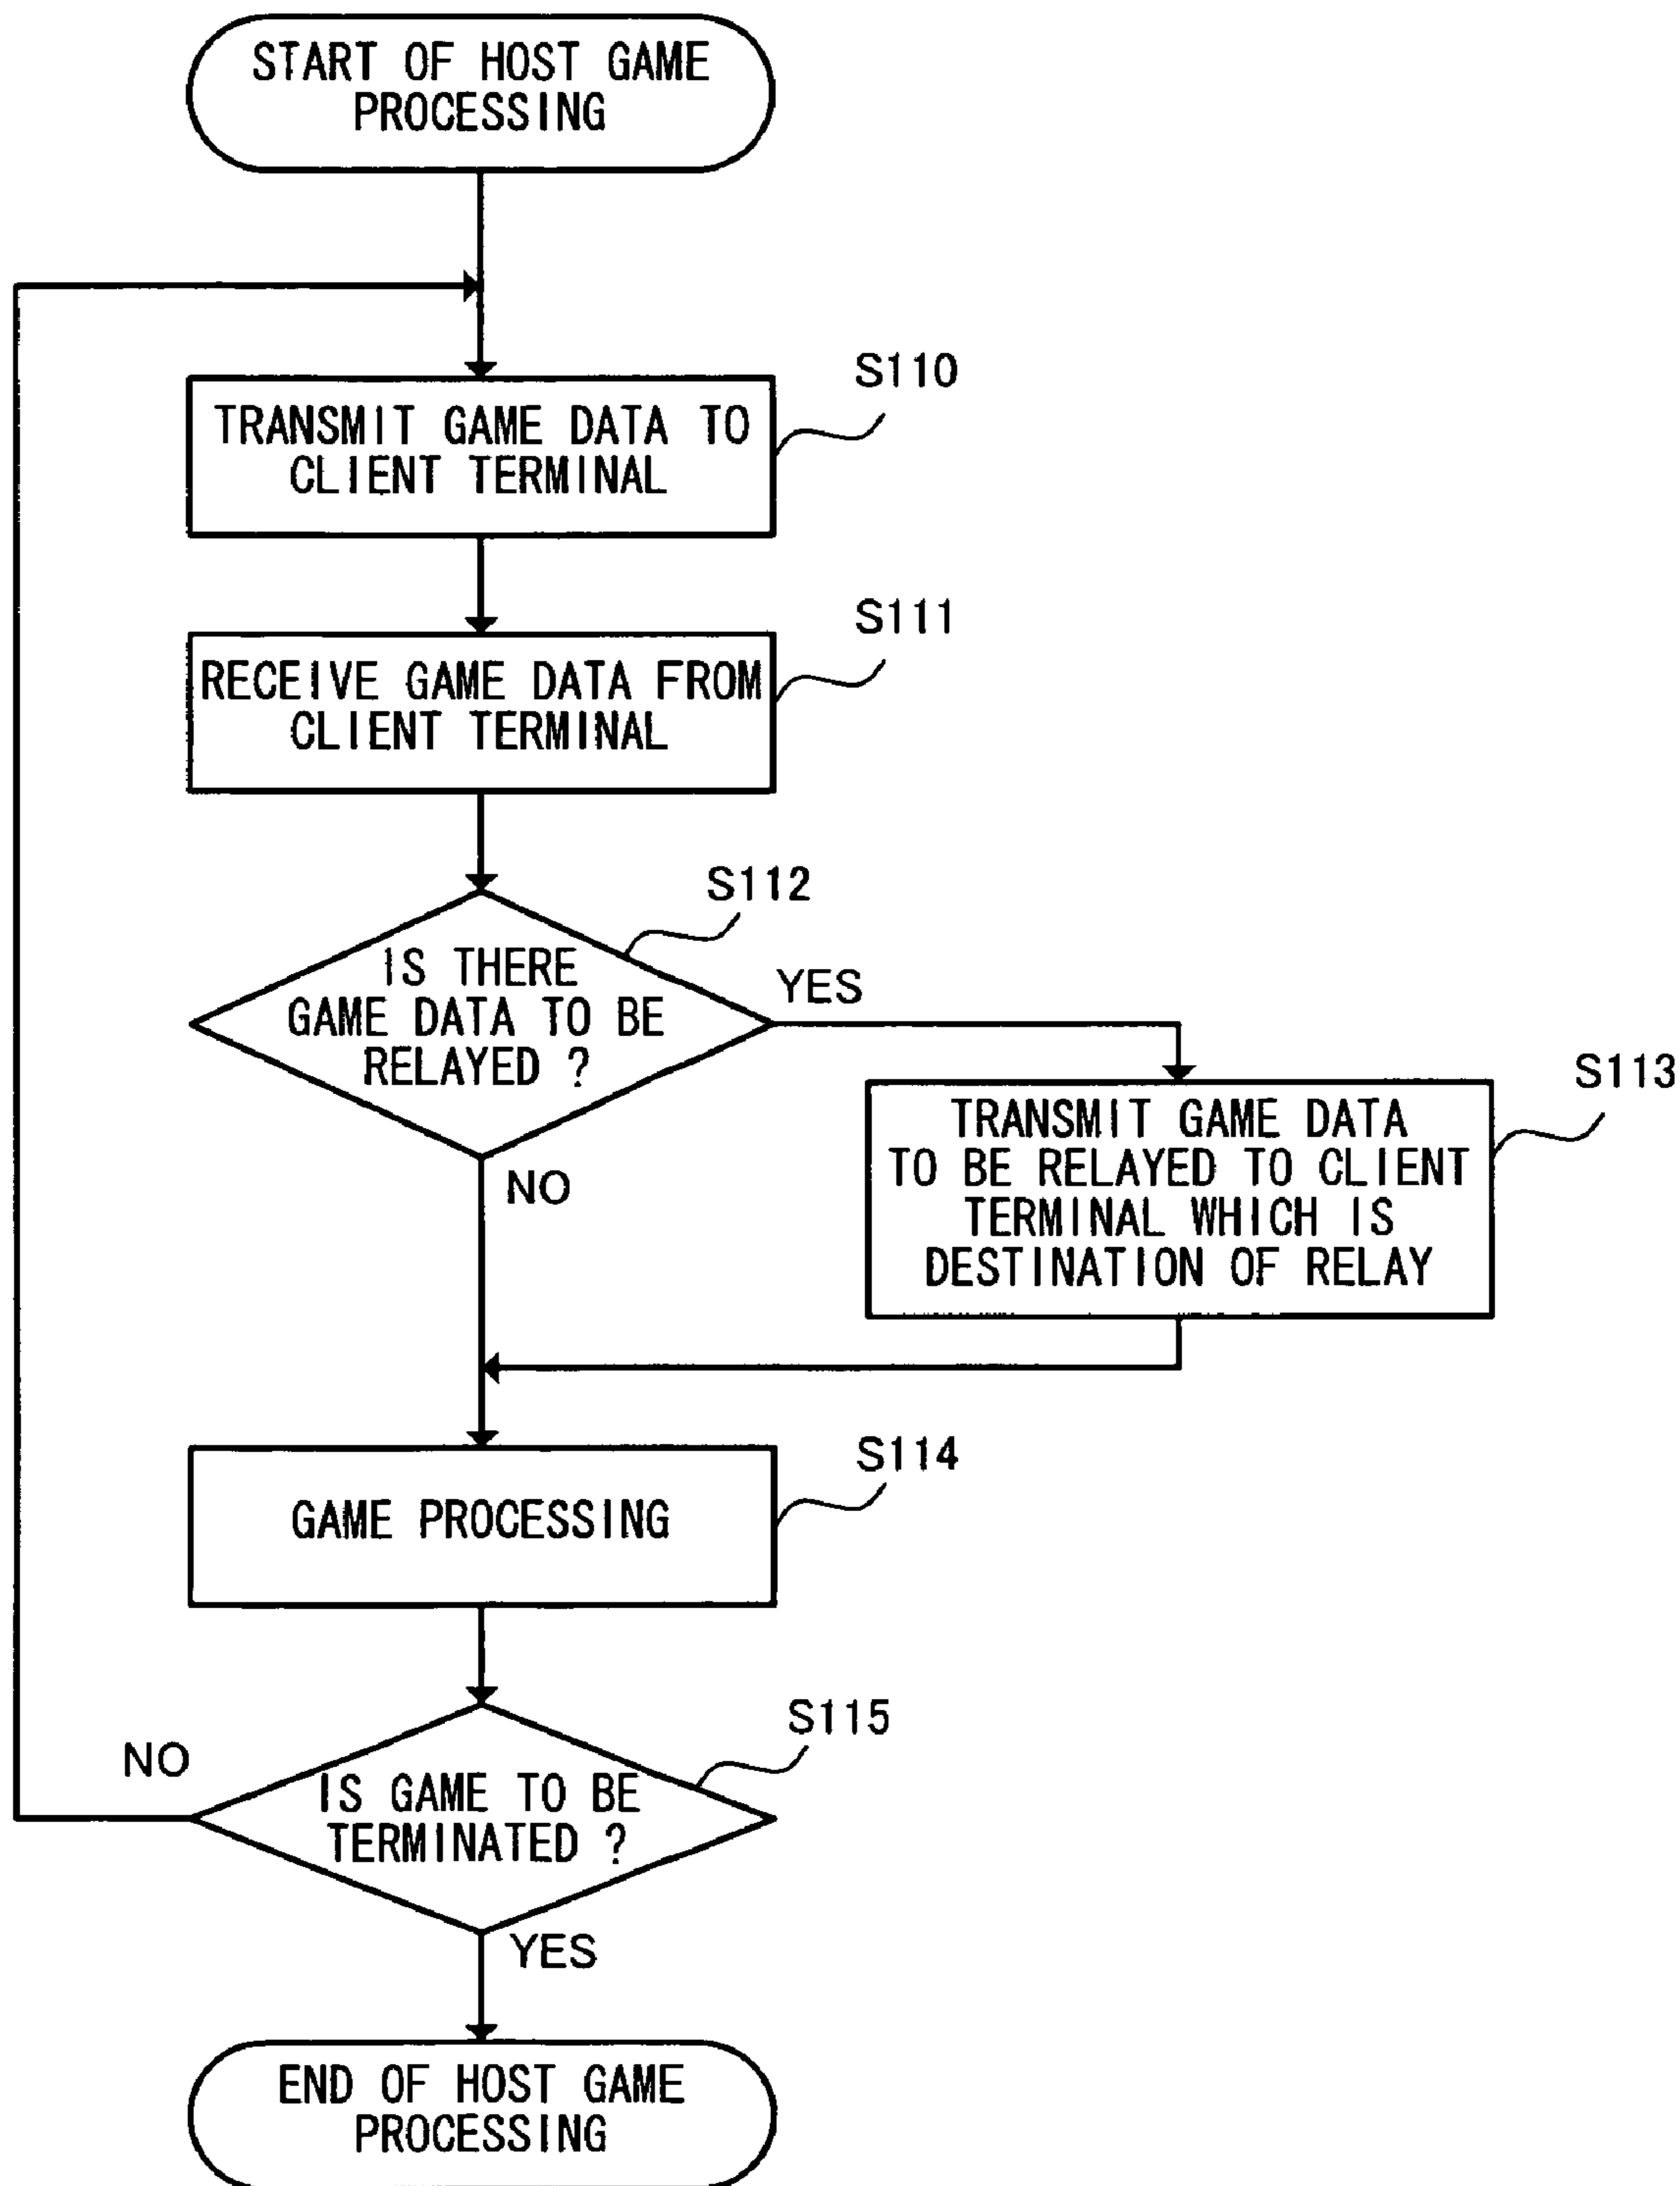 START OF HOST GAME
PROCESSING
S110
TRANSMIT GAME DATA TO
CLIENT TERMINAL
S111
RECEIVE GAME DATA FROM
CLIENT TERMINAL
S112
IS THERE
GAME DATA TO BE
RELAYED ?
YES
NO
S113
TRANSMIT GAME DATA
TO BE RELAYED TO CLIENT
TERMINAL WHICH IS
DESTINATION OF RELAY
S114
GAME PROCESSING
S115
NO
IS GAME TO BE
TERMINATED ?
YES
END OF HOST GAME
PROCESSING